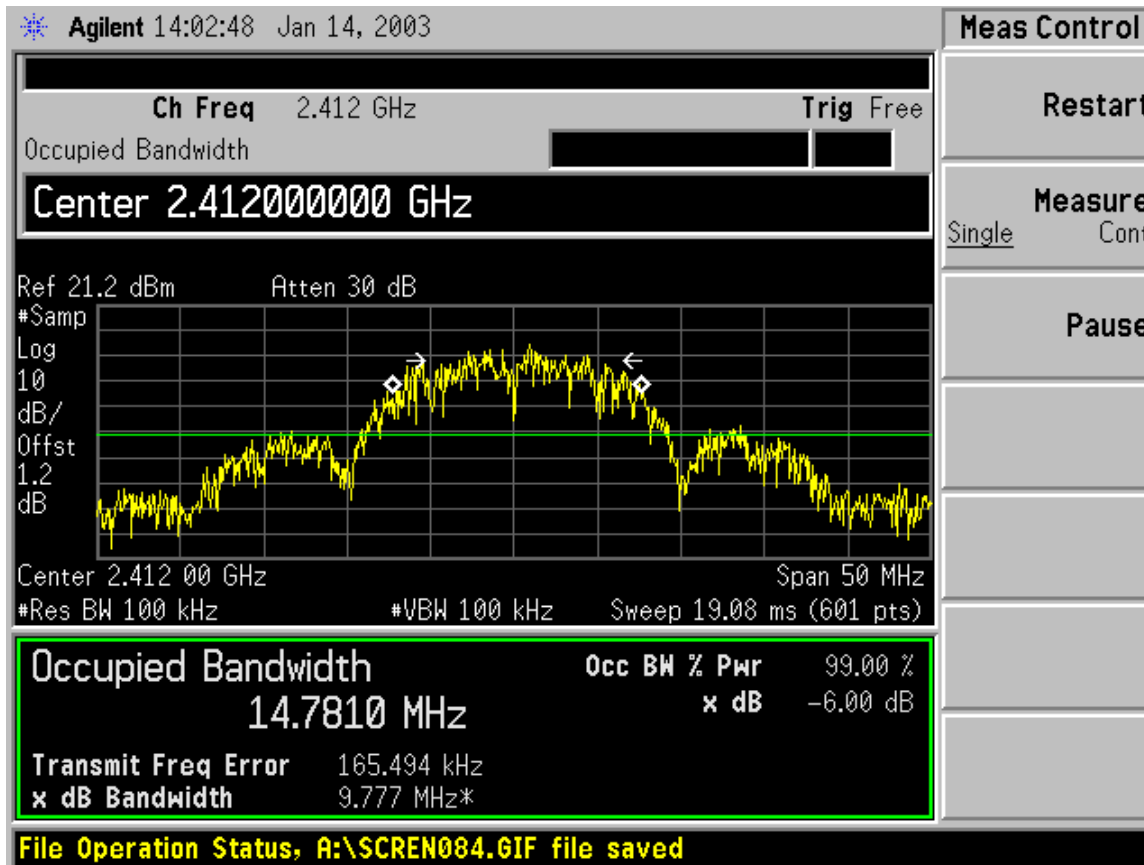 Agilent 14:02:48 Jan 14, 2003
Meas Control
Ch Freq 2.412 GHz Trig Free
Occupied Bandwidth
Center 2.412000000 GHz
Restart
Measure
Single Cont
Pause
Ref 21.2 dBm Atten 30 dB
#Samp
Log
10
dB/
Offst
1.2
dB
Center 2.412 00 GHz Span 50 MHz
#Res BW 100 kHz #VBW 100 kHz Sweep 19.08 ms (601 pts)
Occupied Bandwidth
14.7810 MHz
Occ BW % Pwr 99.00 %
x dB -6.00 dB
Transmit Freq Error 165.494 kHz
x dB Bandwidth 9.777 MHz*
File Operation Status, A:\SCREN084.GIF file saved